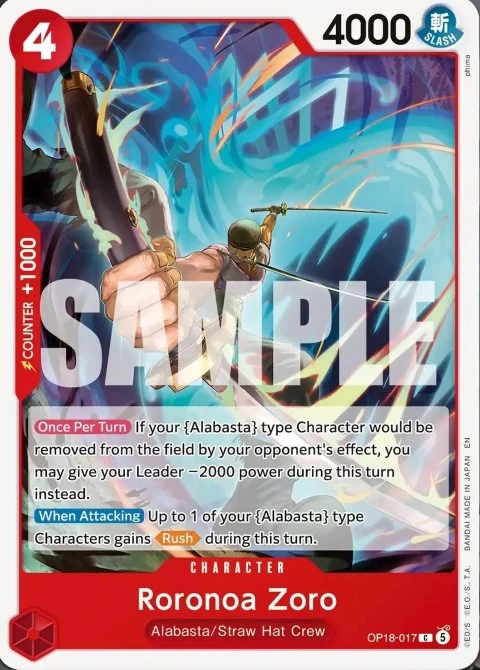 4
4000
斬
SLASH
phima
COUNTER +1000
SAMPLE
Once Per Turn If your {Alabasta} type Character would be
removed from the field by your opponent's effect, you
may give your Leader −2000 power during this turn
instead.
When Attacking Up to 1 of your {Alabasta} type
Characters gains Rush during this turn.
CHARACTER
Roronoa Zoro
Alabasta/Straw Hat Crew
OP18-017 C 5
©E.O/S ©E.O./S., T.A. BANDAI MADE IN JAPAN EN